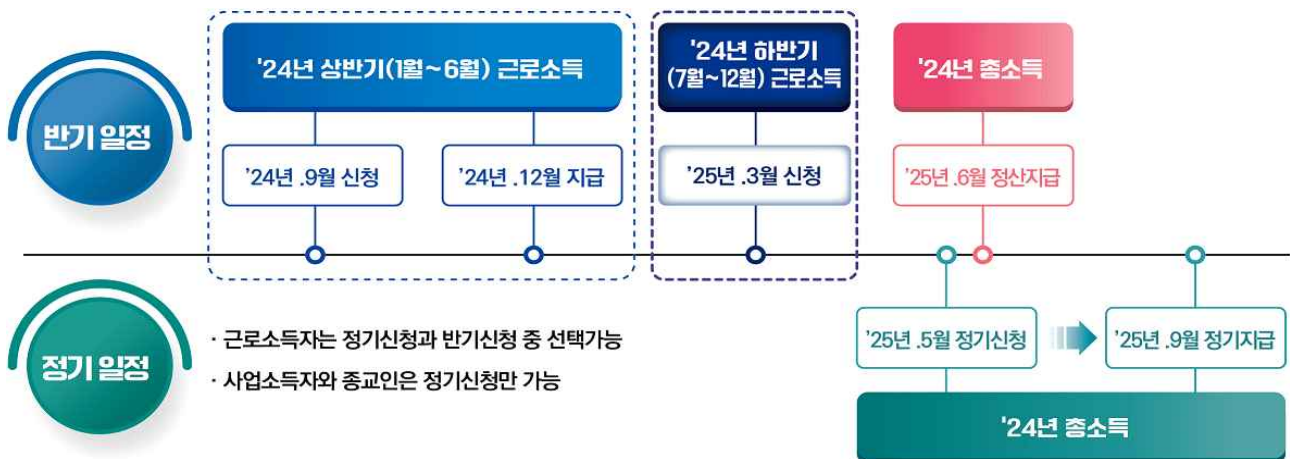 반기 일정
'24년 상반기(1월~6월) 근로소득
'24년 .9월 신청
'24년 .12월 지급
'24년 하반기
(7월~12월) 근로소득
'25년 .3월 신청
'24년 총소득
'25년 .6월 정산지급
정기 일정
· 근로소득자는 정기신청과 반기신청 중 선택가능
· 사업소득자와 종교인은 정기신청만 가능
'25년 .5월 정기신청
'25년 .9월 정기지급
'24년 총소득